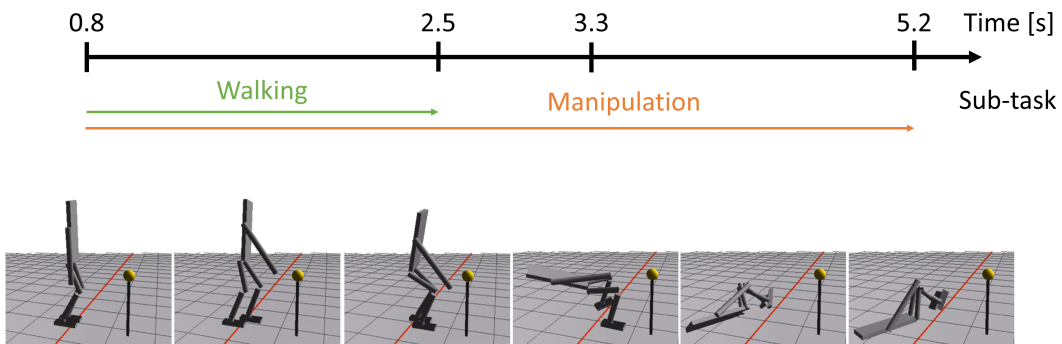 0.8 2.5 3.3 5.2 Time [s]
Walking
Manipulation
Sub-task